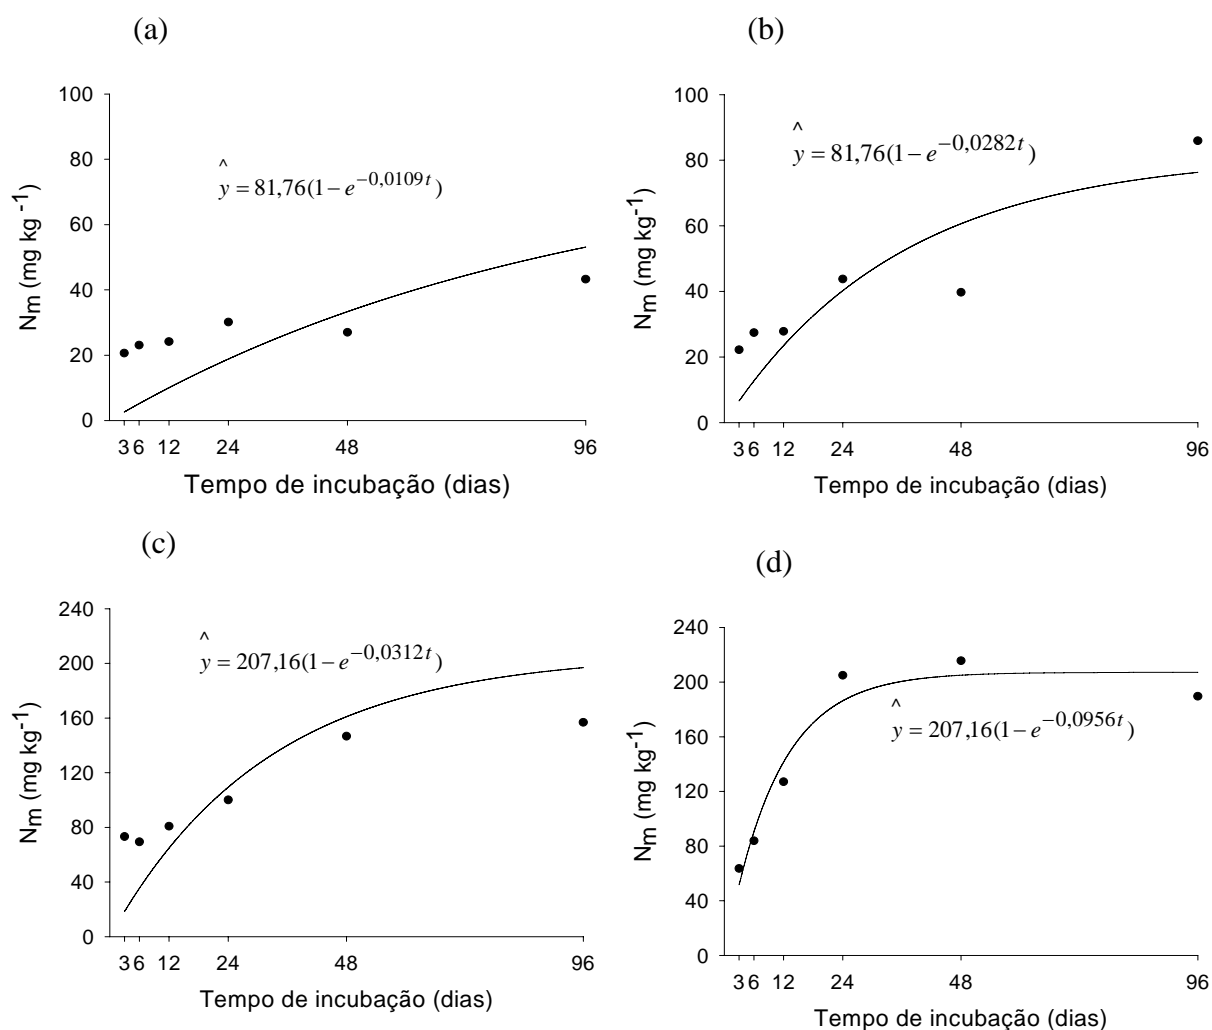 (a)
100
80
60
40
20
0
N_m (mg kg^-1)
^
y = 81,76(1 − e^−0,0109t)
3 6 12 24 48 96
Tempo de incubação (dias)
(b)
100
80
60
40
20
0
N_m (mg kg^-1)
^
y = 81,76(1 − e^−0,0282t)
3 6 12 24 48 96
Tempo de incubação (dias)
(c)
240
200
160
120
80
40
0
N_m (mg kg^-1)
^
y = 207,16(1 − e^−0,0312t)
3 6 12 24 48 96
Tempo de incubação (dias)
(d)
240
200
160
120
80
40
0
N_m (mg kg^-1)
^
y = 207,16(1 − e^−0,0956t)
3 6 12 24 48 96
Tempo de incubação (dias)